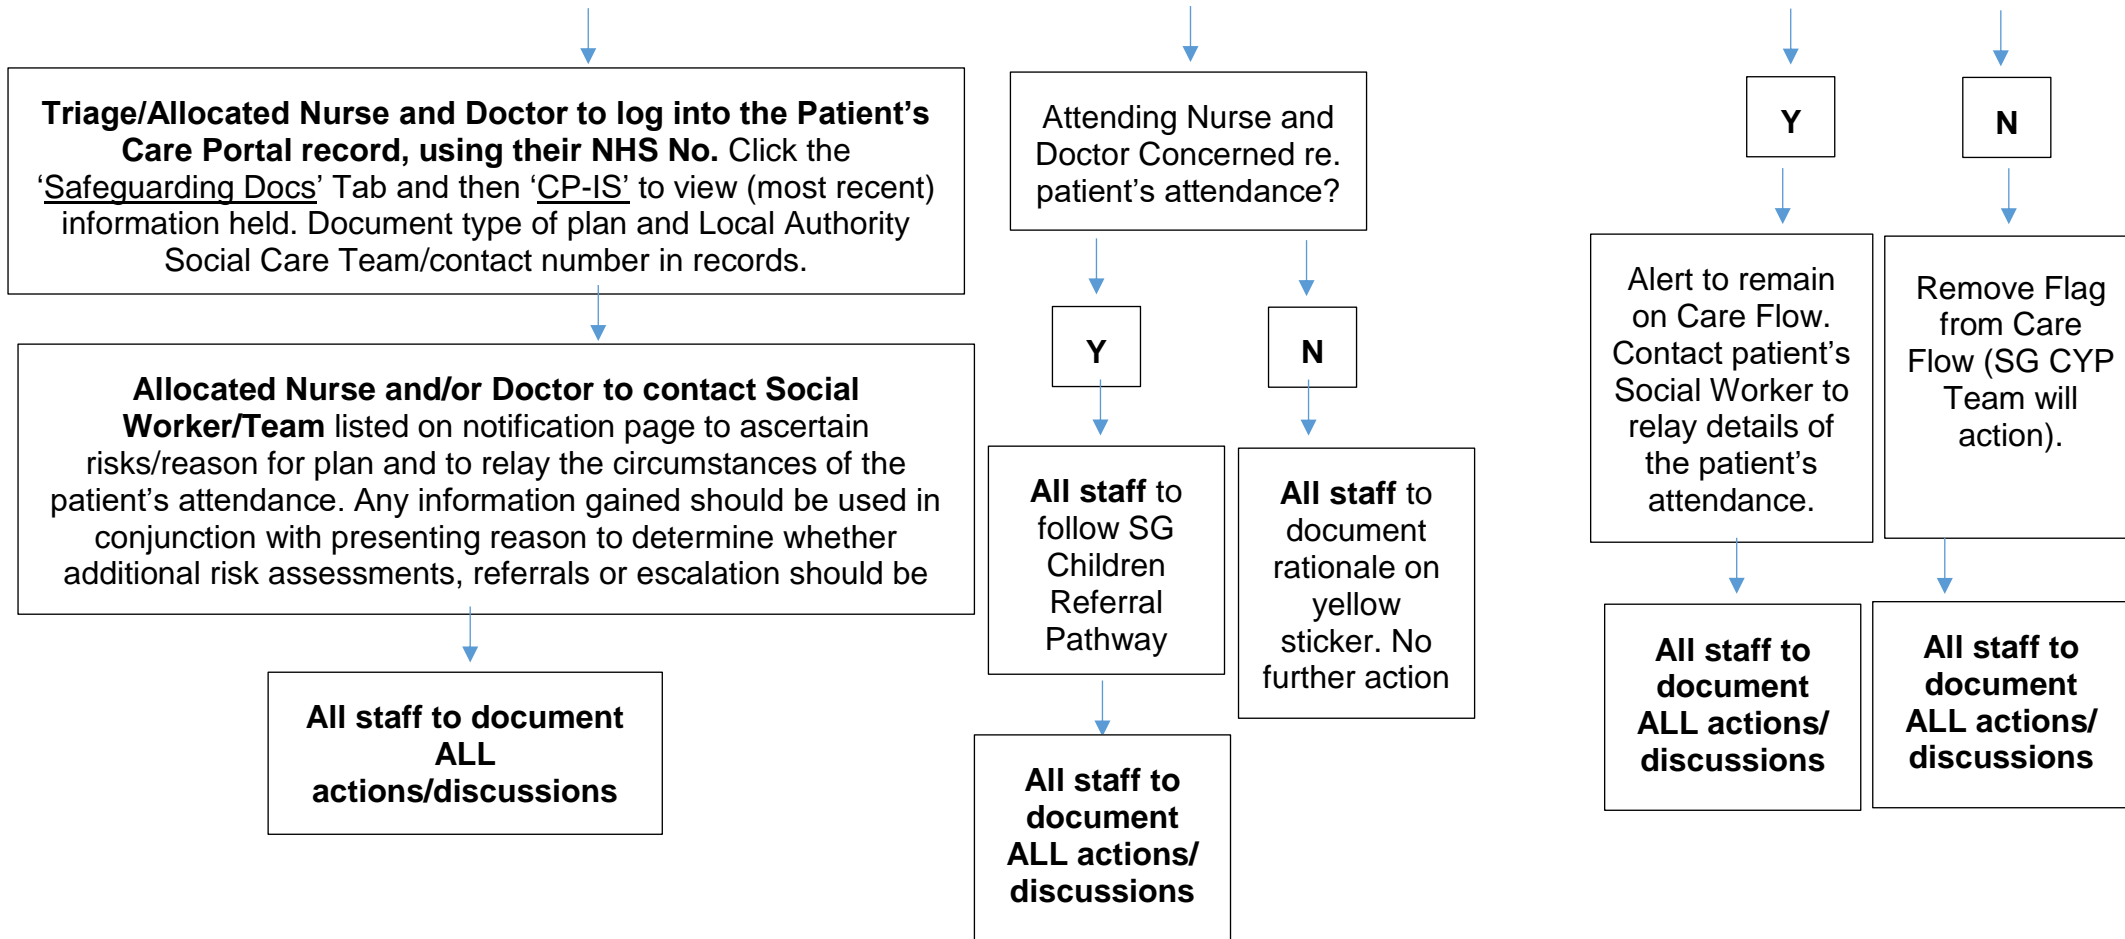 Triage/Allocated Nurse and Doctor to log into the Patient's
Care Portal record, using their NHS No. Click the
'Safeguarding Docs' Tab and then 'CP-IS' to view (most recent)
information held. Document type of plan and Local Authority
Social Care Team/contact number in records.
Allocated Nurse and/or Doctor to contact Social
Worker/Team listed on notification page to ascertain
risks/reason for plan and to relay the circumstances of the
patient's attendance. Any information gained should be used in
conjunction with presenting reason to determine whether
additional risk assessments, referrals or escalation should be
All staff to document
ALL
actions/discussions
Attending Nurse and
Doctor Concerned re.
patient's attendance?
Y
All staff to
follow SG
Children
Referral
Pathway
All staff to
document
ALL actions/
discussions
N
All staff to
document
rationale on
yellow
sticker. No
further action
Y
Alert to remain
on Care Flow.
Contact patient's
Social Worker to
relay details of
the patient's
attendance.
All staff to
document
ALL actions/
discussions
N
Remove Flag
from Care
Flow (SG CYP
Team will
action).
All staff to
document
ALL actions/
discussions